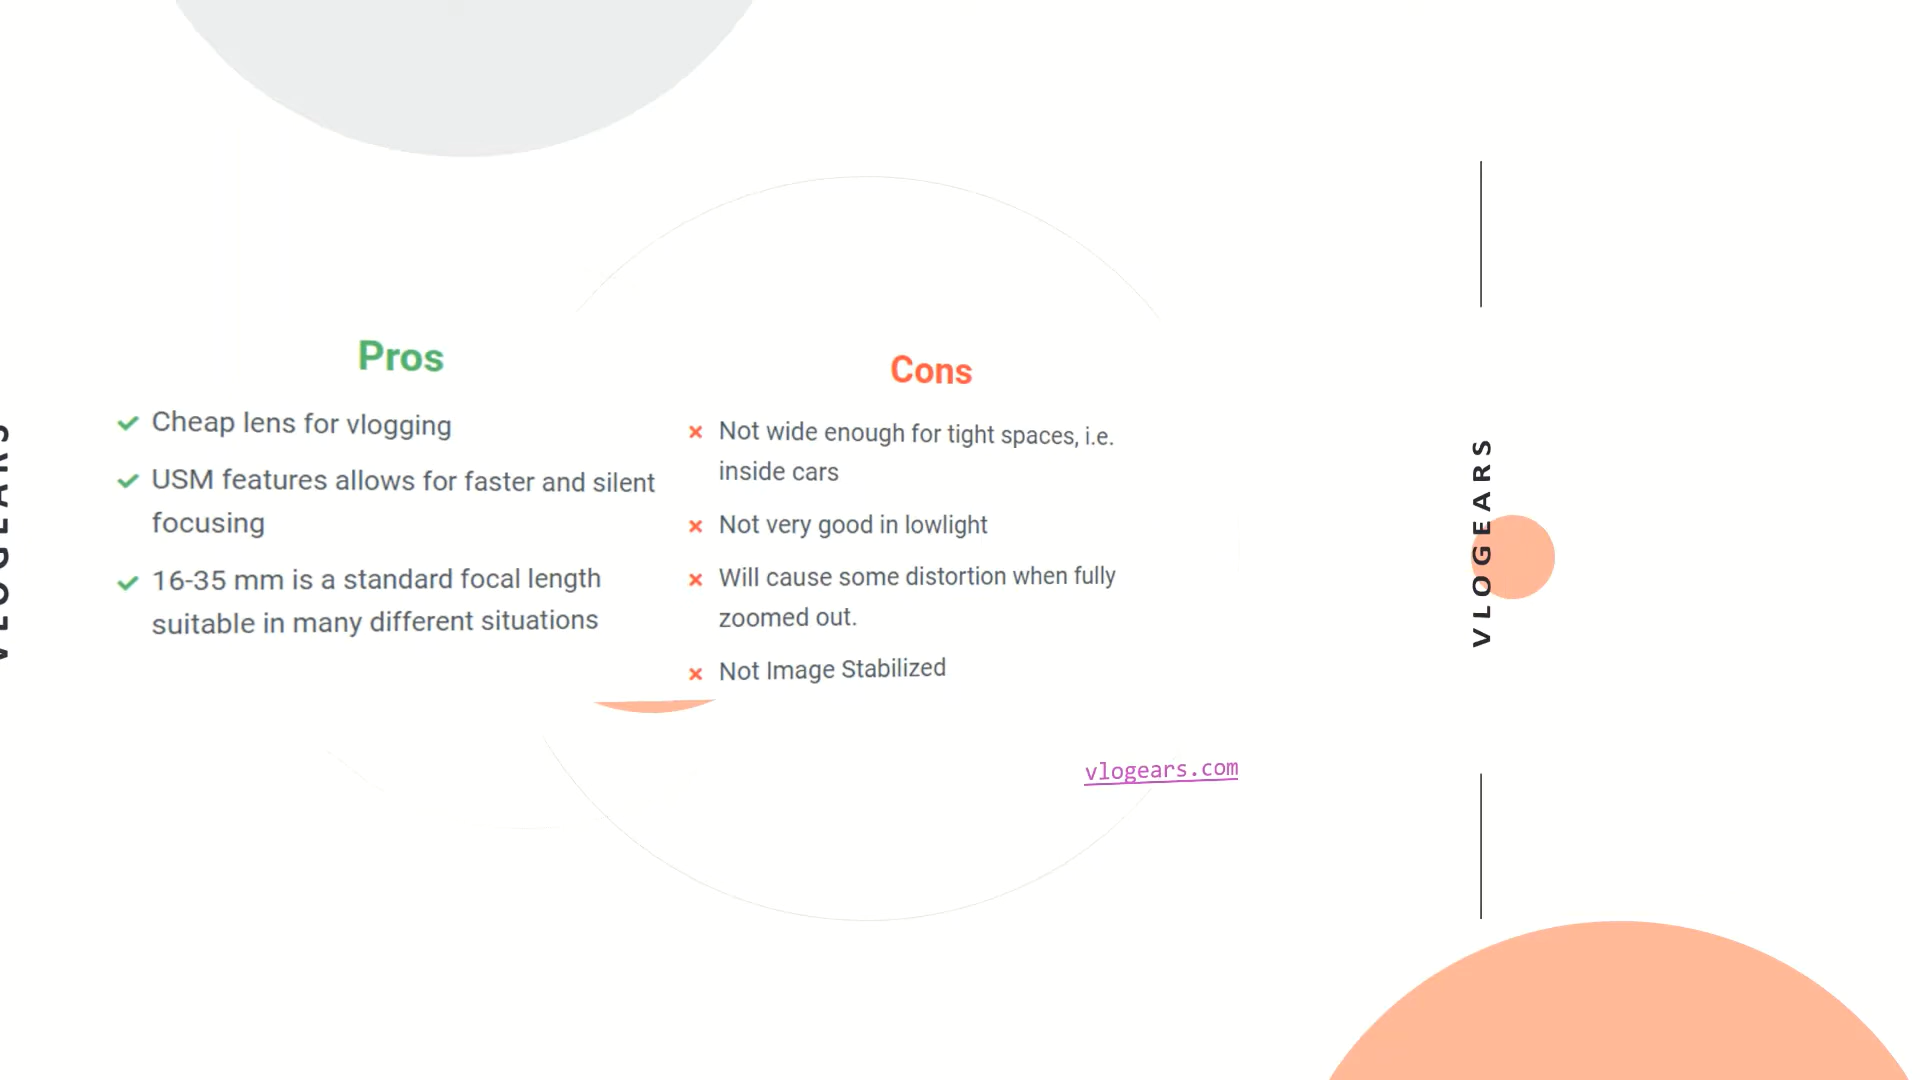 Pros
Cheap lens for vlogging
USM features allows for faster and silent
focusing
16-35 mm is a standard focal length
suitable in many different situations
Cons
Not wide enough for tight spaces, i.e.
inside cars
Not very good in lowlight
Will cause some distortion when fully
zoomed out.
Not Image Stabilized
vlogears.com
VLOGEARS
VLOGEARS